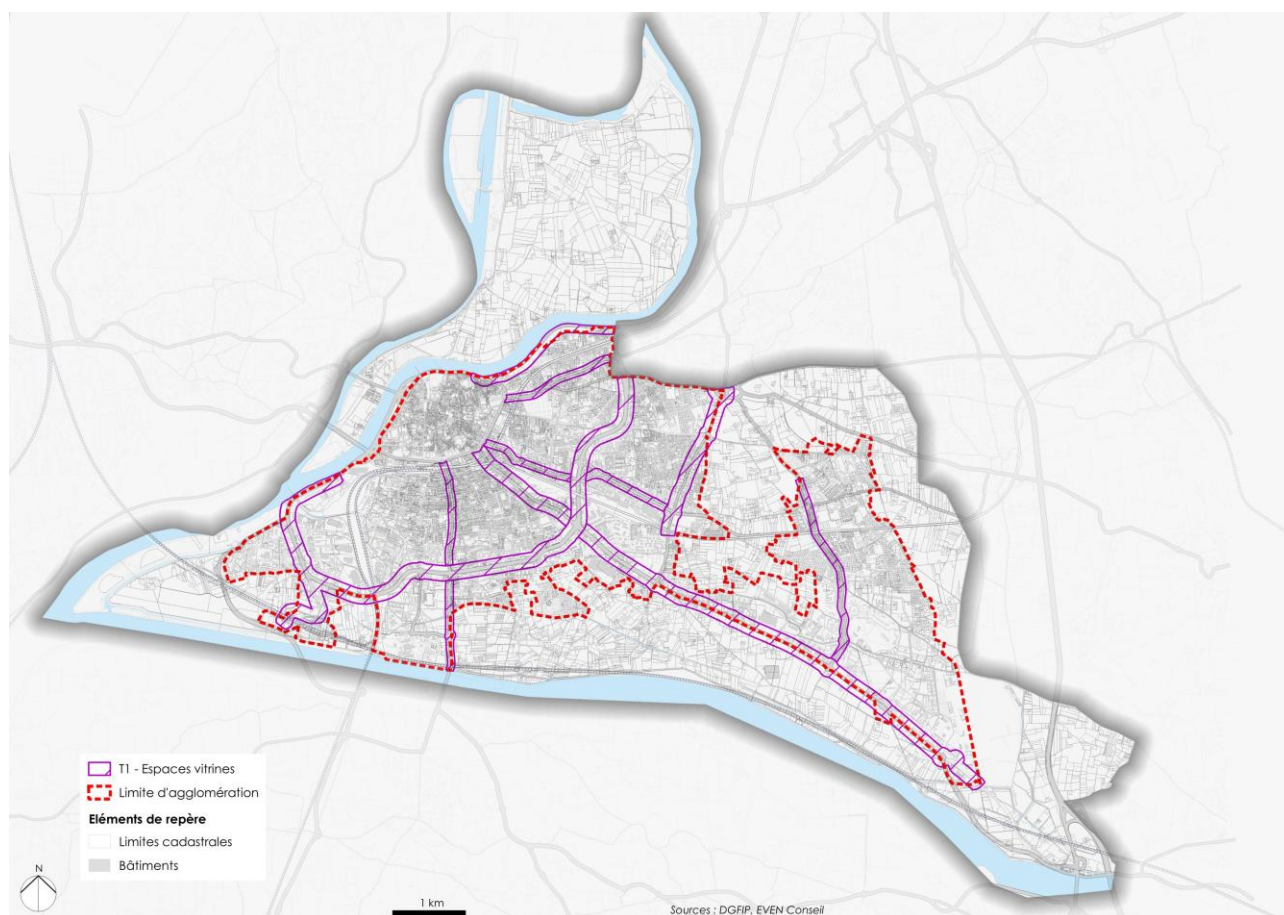 T1 - Espaces vitrines
Limite d'agglomération
Eléments de repère
Limites cadastrales
Bâtiments
N
1 km
Sources : DGFIP, EVEN Conseil